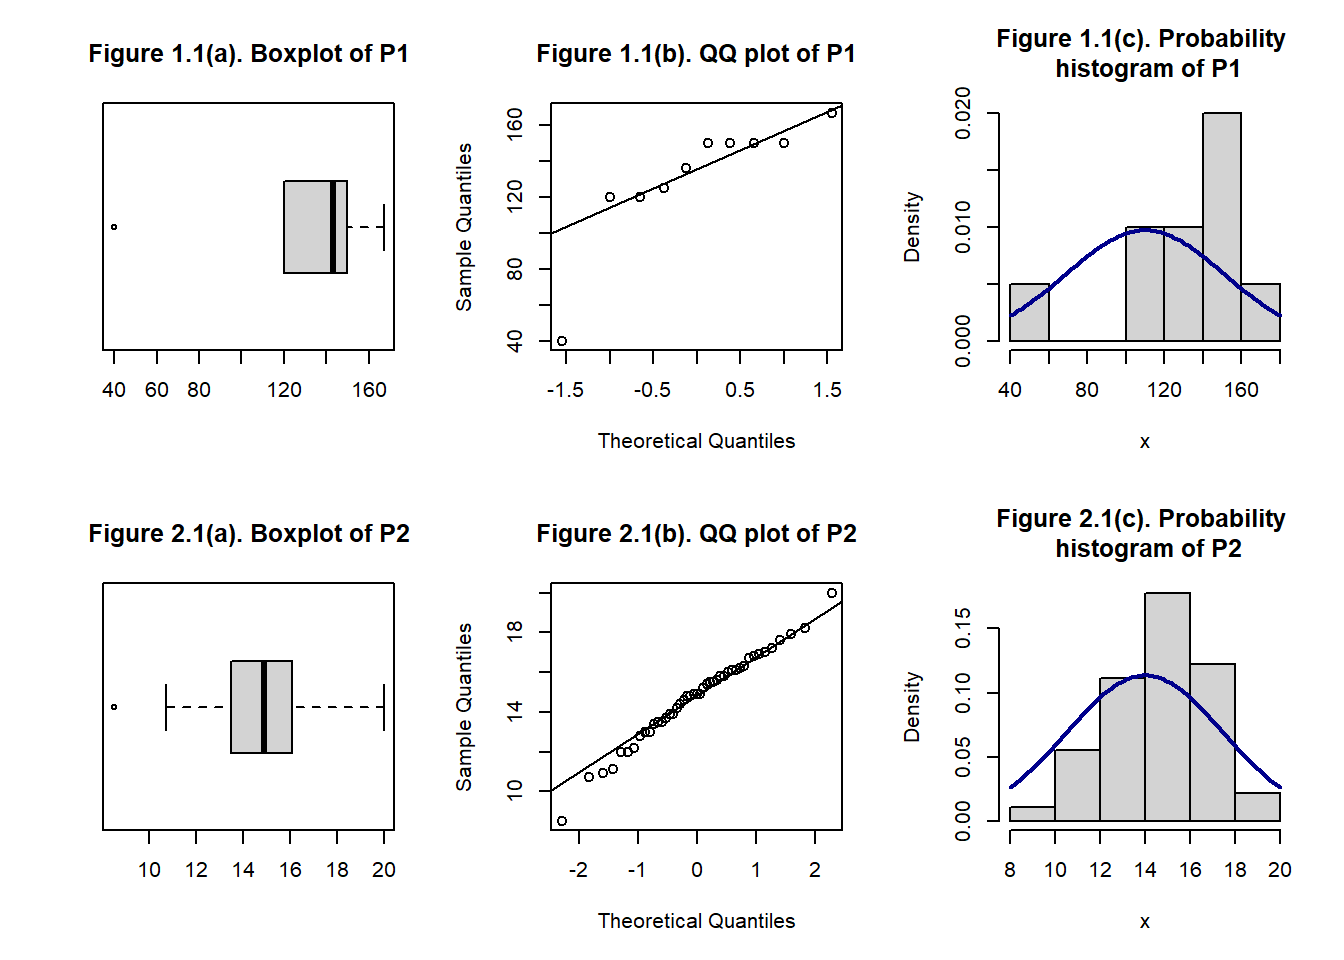 Figure 1.1(a). Boxplot of P1
40 60 80 120 160
Figure 1.1(b). QQ plot of P1
Sample Quantiles
40 80 120 160
-1.5 -0.5 0.5 1.5
Theoretical Quantiles
Figure 1.1(c). Probability
histogram of P1
Density
0.000 0.010 0.020
40 80 120 160
x
Figure 2.1(a). Boxplot of P2
10 12 14 16 18 20
Figure 2.1(b). QQ plot of P2
Sample Quantiles
10 14 18
-2 -1 0 1 2
Theoretical Quantiles
Figure 2.1(c). Probability
histogram of P2
Density
0.00 0.05 0.10 0.15
8 10 12 14 16 18 20
x